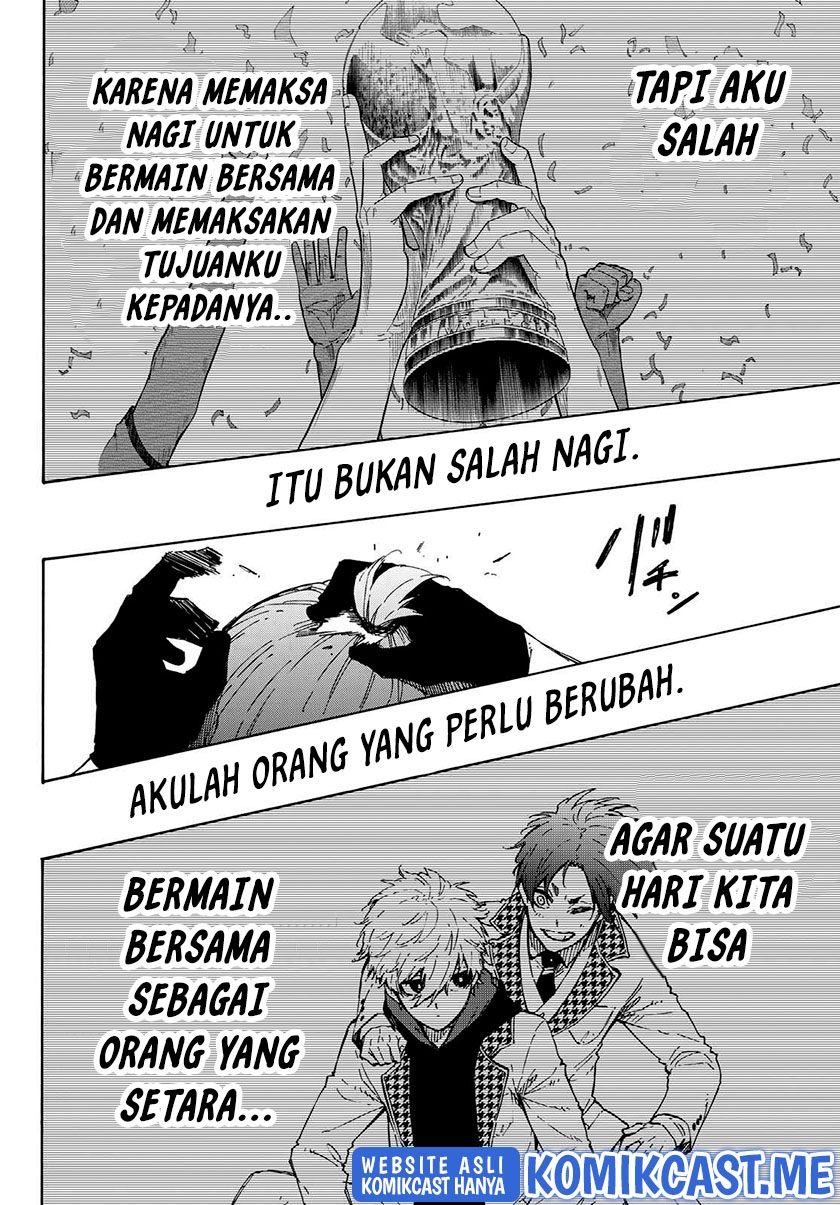 TAPI AKU
SALAH
KARENA MEMAKSA
NAGI UNTUK
BERMAIN BERSAMA
DAN MEMAKSAKAN
TUJUANKU
KEPADANYA..
ITU BUKAN SALAH NAGI.
AKULAH ORANG YANG PERLU BERUBAH.
AGAR SUATU
HARI KITA
BISA
BERMAIN
BERSAMA
SEBAGAI
ORANG YANG
SETARA...
WEBSITE ASLI
KOMIKCAST HANYA
KOMIKCAST.ME